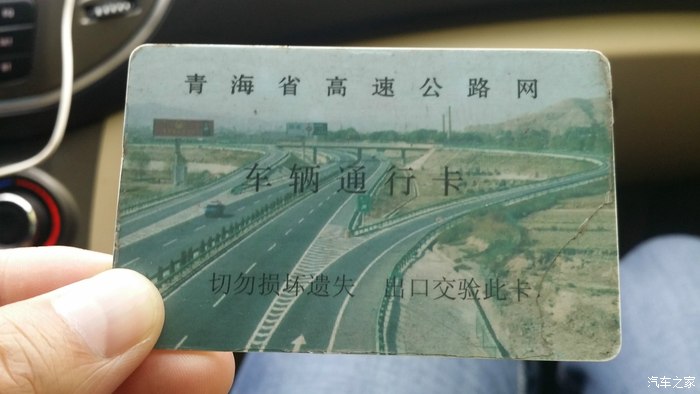 青海省高速公路网
车辆通行卡
切勿损坏遗失 出口交验此卡
汽车之家